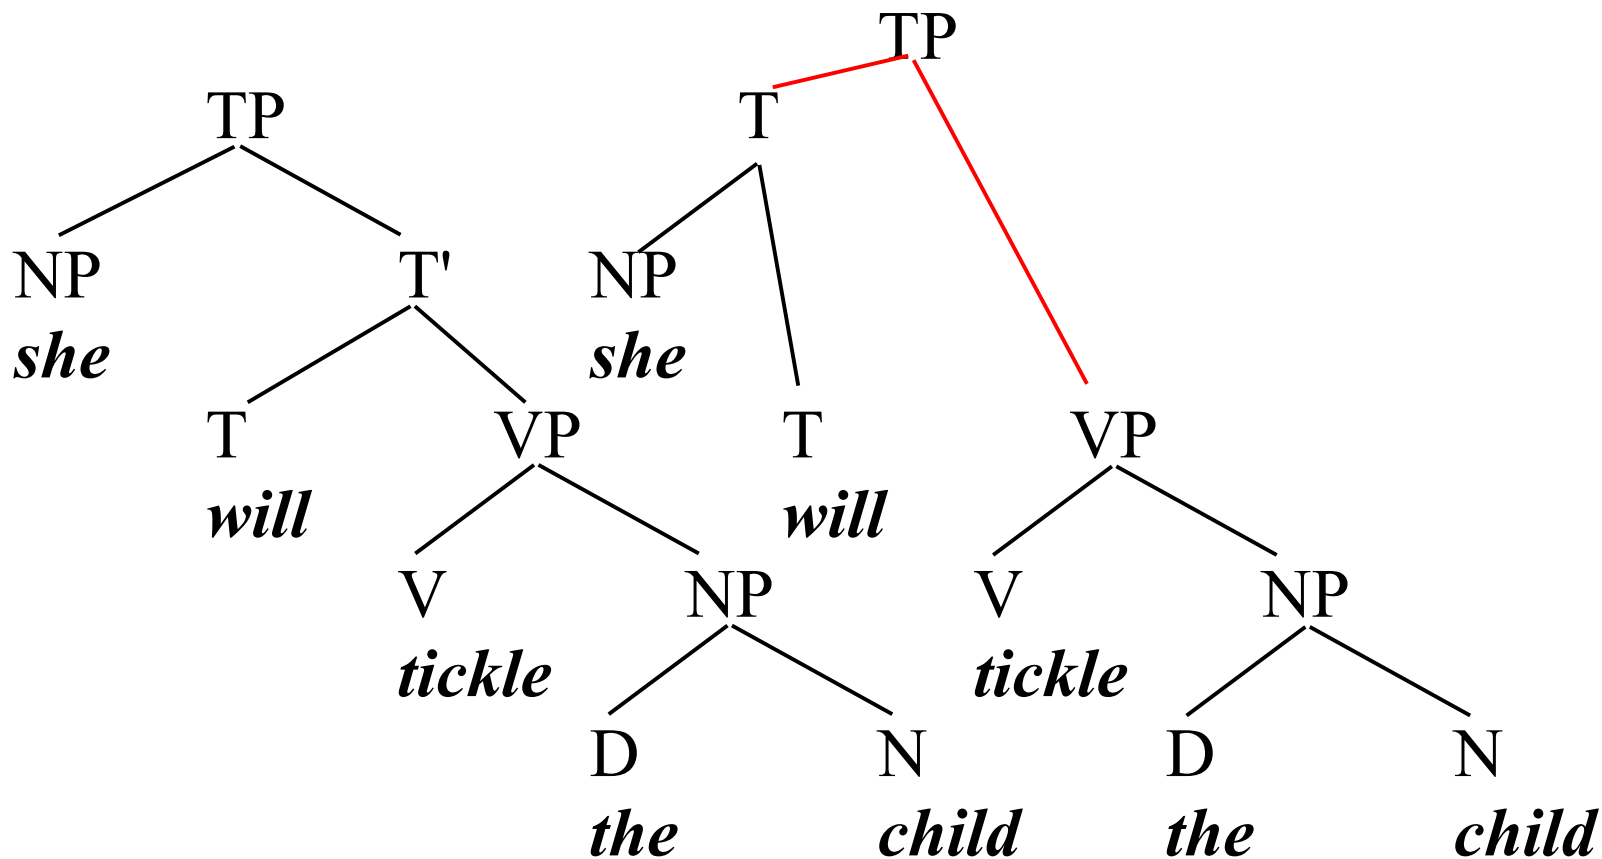 TP
TP T
NP T' NP
she she
T VP T VP
will will
V NP V NP
tickle tickle
D N D N
the child the child